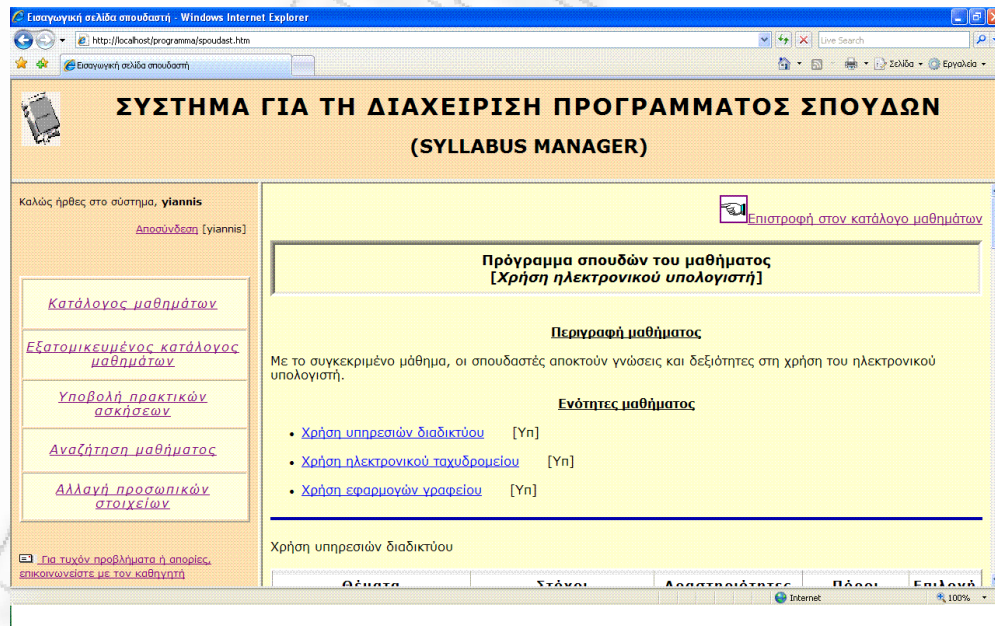 Εισαγωγική σελίδα σπουδαστή - Windows Internet Explorer
http://localhost/programma/spoudast.htm
Live Search
Εισαγωγική σελίδα σπουδαστή
Σελίδα
Εργαλεία
ΣΥΣΤΗΜΑ ΓΙΑ ΤΗ ΔΙΑΧΕΙΡΙΣΗ ΠΡΟΓΡΑΜΜΑΤΟΣ ΣΠΟΥΔΩΝ
(SYLLABUS MANAGER)
Καλώς ήρθες στο σύστημα, yiannis
Αποσύνδεση [yiannis]
Κατάλογος μαθημάτων
Εξατομικευμένος κατάλογος
μαθημάτων
Υποβολή πρακτικών
ασκήσεων
Αναζήτηση μαθήματος
Αλλαγή προσωπικών
στοιχείων
Για τυχόν προβλήματα ή απορίες,
επικοινωνείστε με τον καθηγητή
Επιστροφή στον κατάλογο μαθημάτων
Πρόγραμμα σπουδών του μαθήματος
[Χρήση ηλεκτρονικού υπολογιστή]
Περιγραφή μαθήματος
Με το συγκεκριμένο μάθημα, οι σπουδαστές αποκτούν γνώσεις και δεξιότητες στη χρήση του ηλεκτρονικού
υπολογιστή.
Ενότητες μαθήματος
• Χρήση υπηρεσιών διαδικτύου [Υπ]
• Χρήση ηλεκτρονικού ταχυδρομείου [Υπ]
• Χρήση εφαρμογών γραφείου [Υπ]
Χρήση υπηρεσιών διαδικτύου
Θέματα Στόχοι Δραστηριότητες Πόροι Επιλογή
Internet
100%